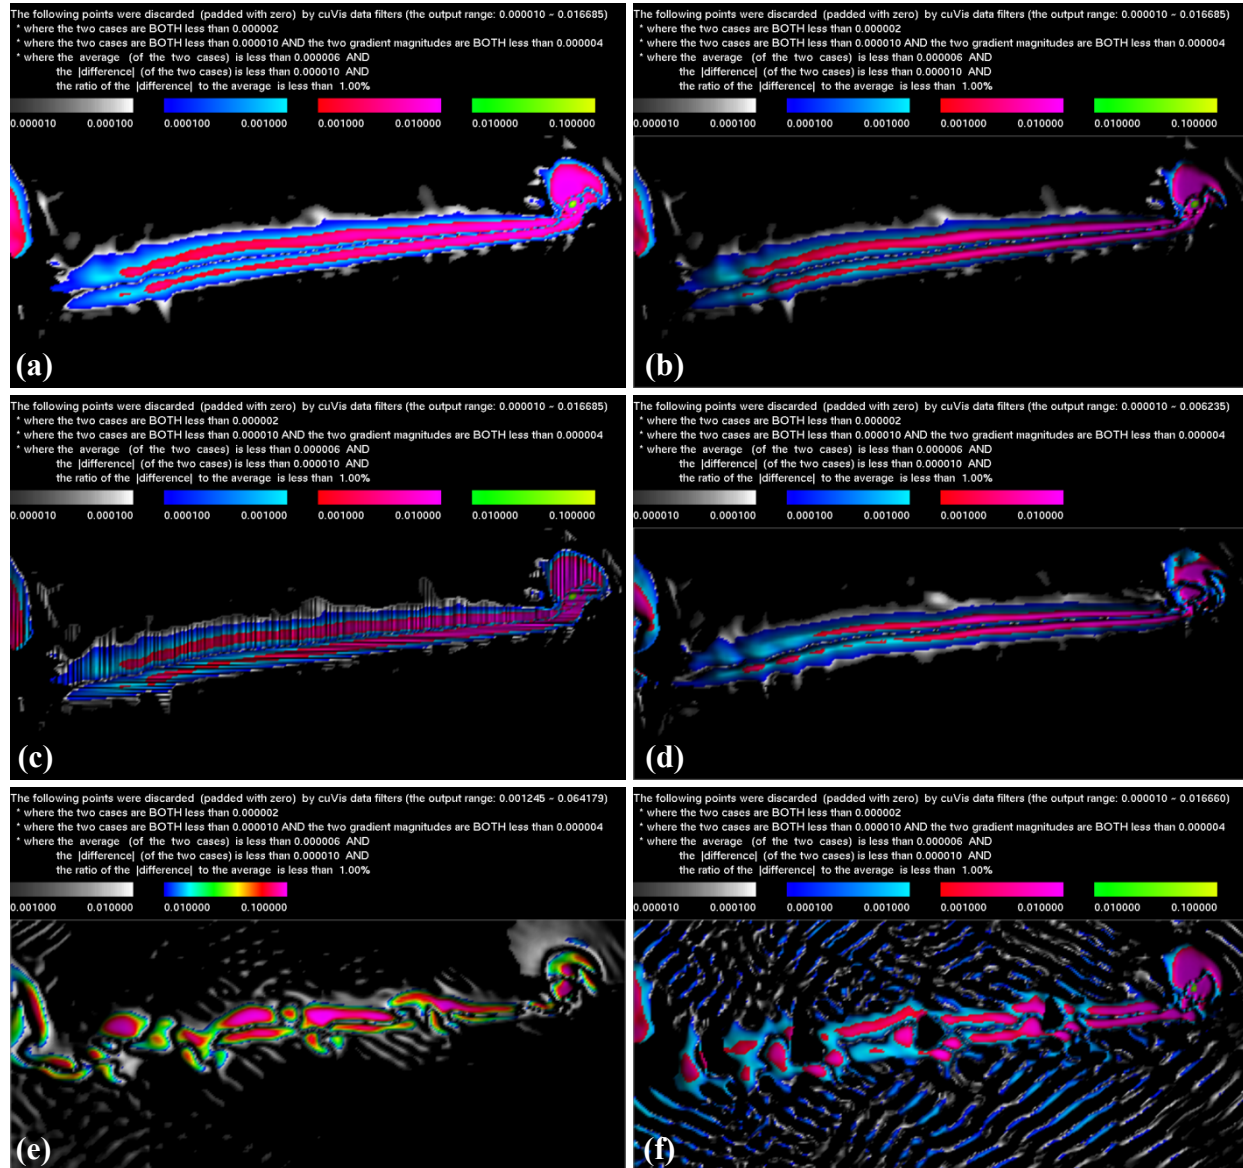 The following points were discarded (padded with zero) by cuVis data filters (the output range: 0.000010 ~ 0.016685)
* where the two cases are BOTH less than 0.000002
* where the two cases are BOTH less than 0.000010 AND the two gradient magnitudes are BOTH less than 0.000004
* where the average (of the two cases) is less than 0.000006 AND
the |difference| (of the two cases) is less than 0.000010 AND
the ratio of the |difference| to the average is less than 1.00%
0.000010 0.000100 0.000100 0.001000 0.001000 0.010000 0.010000 0.100000
(a)
The following points were discarded (padded with zero) by cuVis data filters (the output range: 0.000010 ~ 0.016685)
* where the two cases are BOTH less than 0.000002
* where the two cases are BOTH less than 0.000010 AND the two gradient magnitudes are BOTH less than 0.000004
* where the average (of the two cases) is less than 0.000006 AND
the |difference| (of the two cases) is less than 0.000010 AND
the ratio of the |difference| to the average is less than 1.00%
0.000010 0.000100 0.000100 0.001000 0.001000 0.010000 0.010000 0.100000
(b)
The following points were discarded (padded with zero) by cuVis data filters (the output range: 0.000010 ~ 0.016685)
* where the two cases are BOTH less than 0.000002
* where the two cases are BOTH less than 0.000010 AND the two gradient magnitudes are BOTH less than 0.000004
* where the average (of the two cases) is less than 0.000006 AND
the |difference| (of the two cases) is less than 0.000010 AND
the ratio of the |difference| to the average is less than 1.00%
0.000010 0.000100 0.000100 0.001000 0.001000 0.010000 0.010000 0.100000
(c)
The following points were discarded (padded with zero) by cuVis data filters (the output range: 0.000010 ~ 0.006235)
* where the two cases are BOTH less than 0.000002
* where the two cases are BOTH less than 0.000010 AND the two gradient magnitudes are BOTH less than 0.000004
* where the average (of the two cases) is less than 0.000006 AND
the |difference| (of the two cases) is less than 0.000010 AND
the ratio of the |difference| to the average is less than 1.00%
0.000010 0.000100 0.000100 0.001000 0.001000 0.010000
(d)
The following points were discarded (padded with zero) by cuVis data filters (the output range: 0.001245 ~ 0.064179)
* where the two cases are BOTH less than 0.000002
* where the two cases are BOTH less than 0.000010 AND the two gradient magnitudes are BOTH less than 0.000004
* where the average (of the two cases) is less than 0.000006 AND
the |difference| (of the two cases) is less than 0.000010 AND
the ratio of the |difference| to the average is less than 1.00%
0.001000 0.010000 0.010000 0.100000
(e)
The following points were discarded (padded with zero) by cuVis data filters (the output range: 0.000010 ~ 0.016660)
* where the two cases are BOTH less than 0.000002
* where the two cases are BOTH less than 0.000010 AND the two gradient magnitudes are BOTH less than 0.000004
* where the average (of the two cases) is less than 0.000006 AND
the |difference| (of the two cases) is less than 0.000010 AND
the ratio of the |difference| to the average is less than 1.00%
0.000010 0.000100 0.000100 0.001000 0.001000 0.010000 0.010000 0.100000
(f)